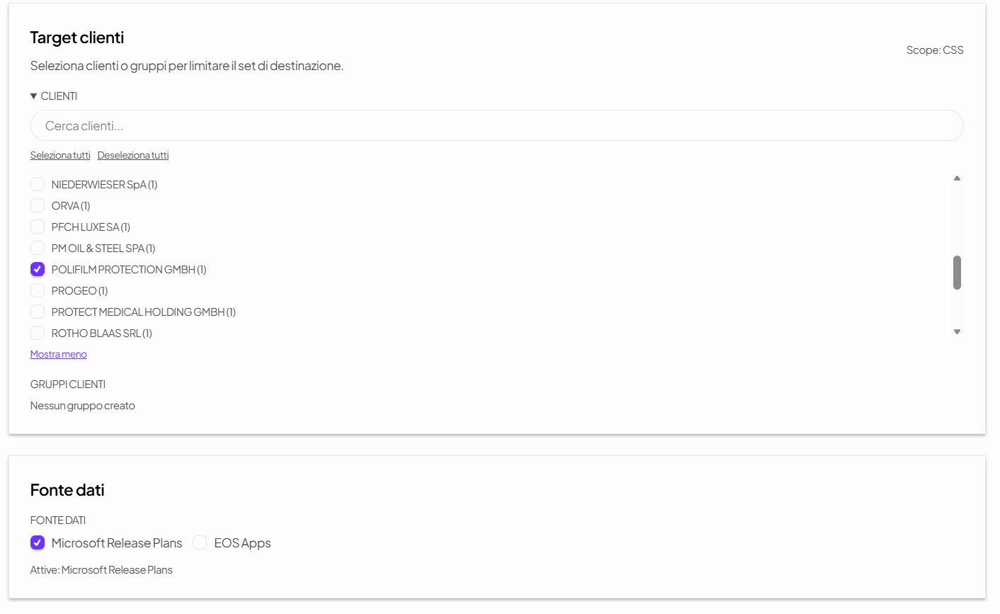 Target clienti
Scope: CSS
Seleziona clienti o gruppi per limitare il set di destinazione.
▼ CLIENTI
Cerca clienti...
Seleziona tutti Deseleziona tutti
NIEDERWIESER SpA (1)
ORVA (1)
PFCH LUXE SA (1)
PM OIL & STEEL SPA (1)
POLIFILM PROTECTION GMBH (1)
PROGEO (1)
PROTECT MEDICAL HOLDING GMBH (1)
ROTHO BLAAS SRL (1)
Mostra meno
GRUPPI CLIENTI
Nessun gruppo creato
Fonte dati
FONTE DATI
Microsoft Release Plans EOS Apps
Attive: Microsoft Release Plans